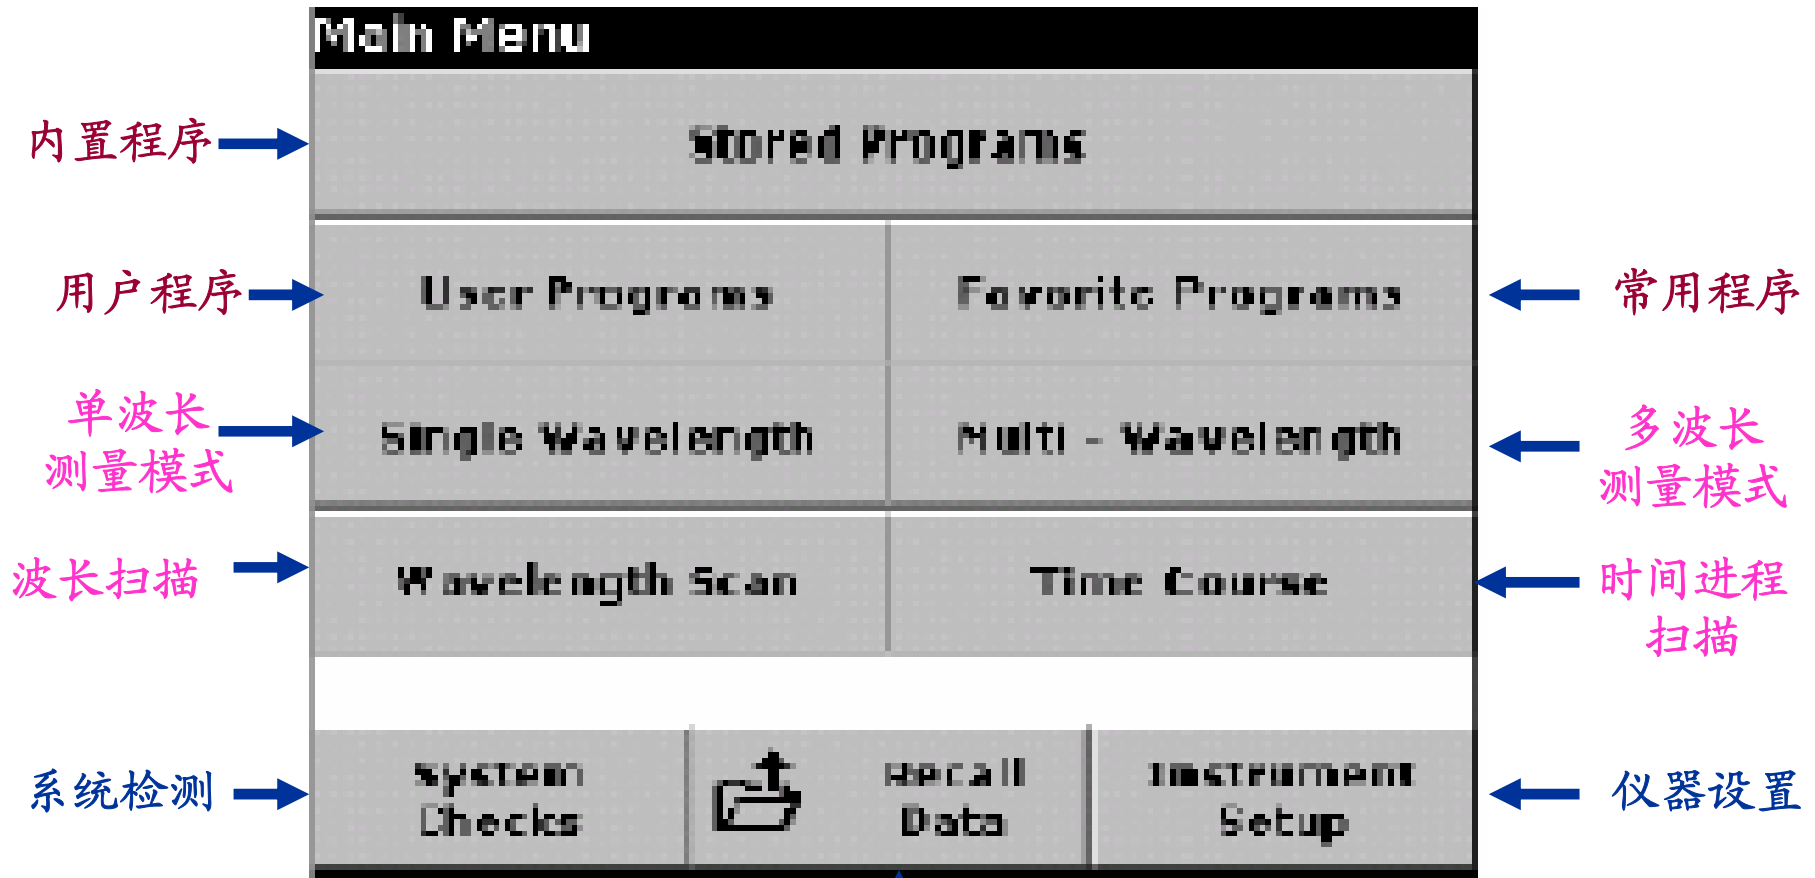 Main Menu
内置程序
Stored Programs
用户程序
User Programs
Favorite Programs
常用程序
单波长
测量模式
Single Wavelength
Multi - Wavelength
多波长
测量模式
波长扫描
Wavelength Scan
Time Course
时间进程
扫描
系统检测
System
Checks
Recall
Data
Instrument
Setup
仪器设置